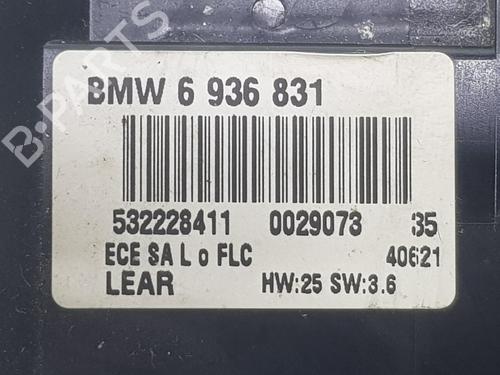 B-PARTS
BMW 6 936 831
532228411 0029073 35
ECE SA L o FLC 40621
LEAR HW:25 SW:3.6